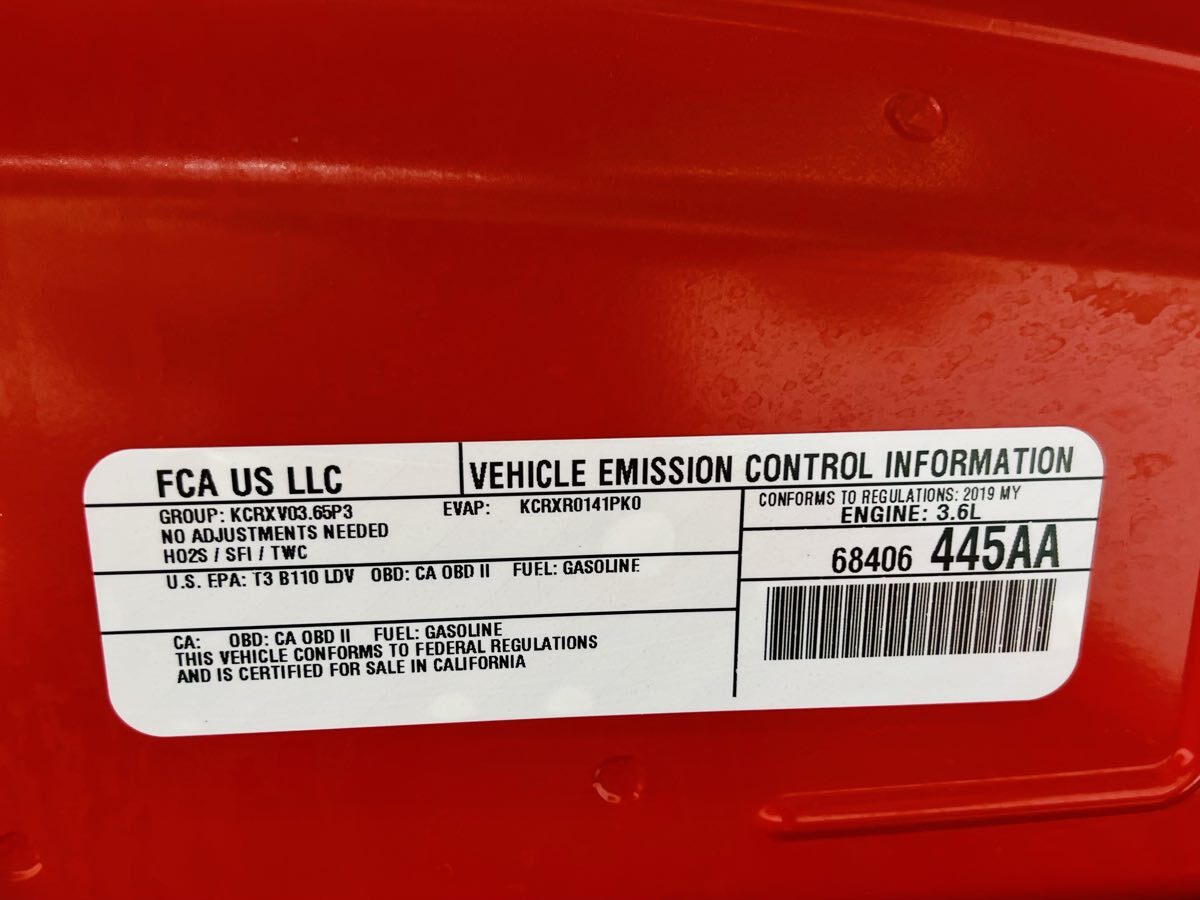 FCA US LLC
VEHICLE EMISSION CONTROL INFORMATION
GROUP: KCRXV03.65P3
EVAP: KCRXR0141PK0
NO ADJUSTMENTS NEEDED
HO2S / SFI / TWC
CONFORMS TO REGULATIONS: 2019 MY
ENGINE: 3.6L
68406 445AA
U.S. EPA: T3 B110 LDV OBD: CA OBD II FUEL: GASOLINE
CA: OBD: CA OBD II FUEL: GASOLINE
THIS VEHICLE CONFORMS TO FEDERAL REGULATIONS
AND IS CERTIFIED FOR SALE IN CALIFORNIA